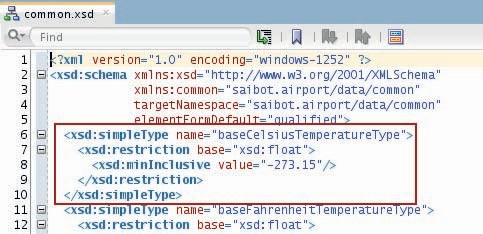 common.xsd
Find
1 <?xml version="1.0" encoding="windows-1252" ?>
2 <xsd:schema xmlns:xsd="http://www.w3.org/2001/XMLSchema"
3 xmlns:common="saibot.airport/data/common"
4 targetNamespace="saibot.airport/data/common"
5 elementFormDefault="qualified">
6 <xsd:simpleType name="baseCelsiusTemperatureType">
7 <xsd:restriction base="xsd:float">
8 <xsd:minInclusive value="-273.15"/>
9 </xsd:restriction>
10 </xsd:simpleType>
11 <xsd:simpleType name="baseFahrenheitTemperatureType">
12 <xsd:restriction base="xsd:float">